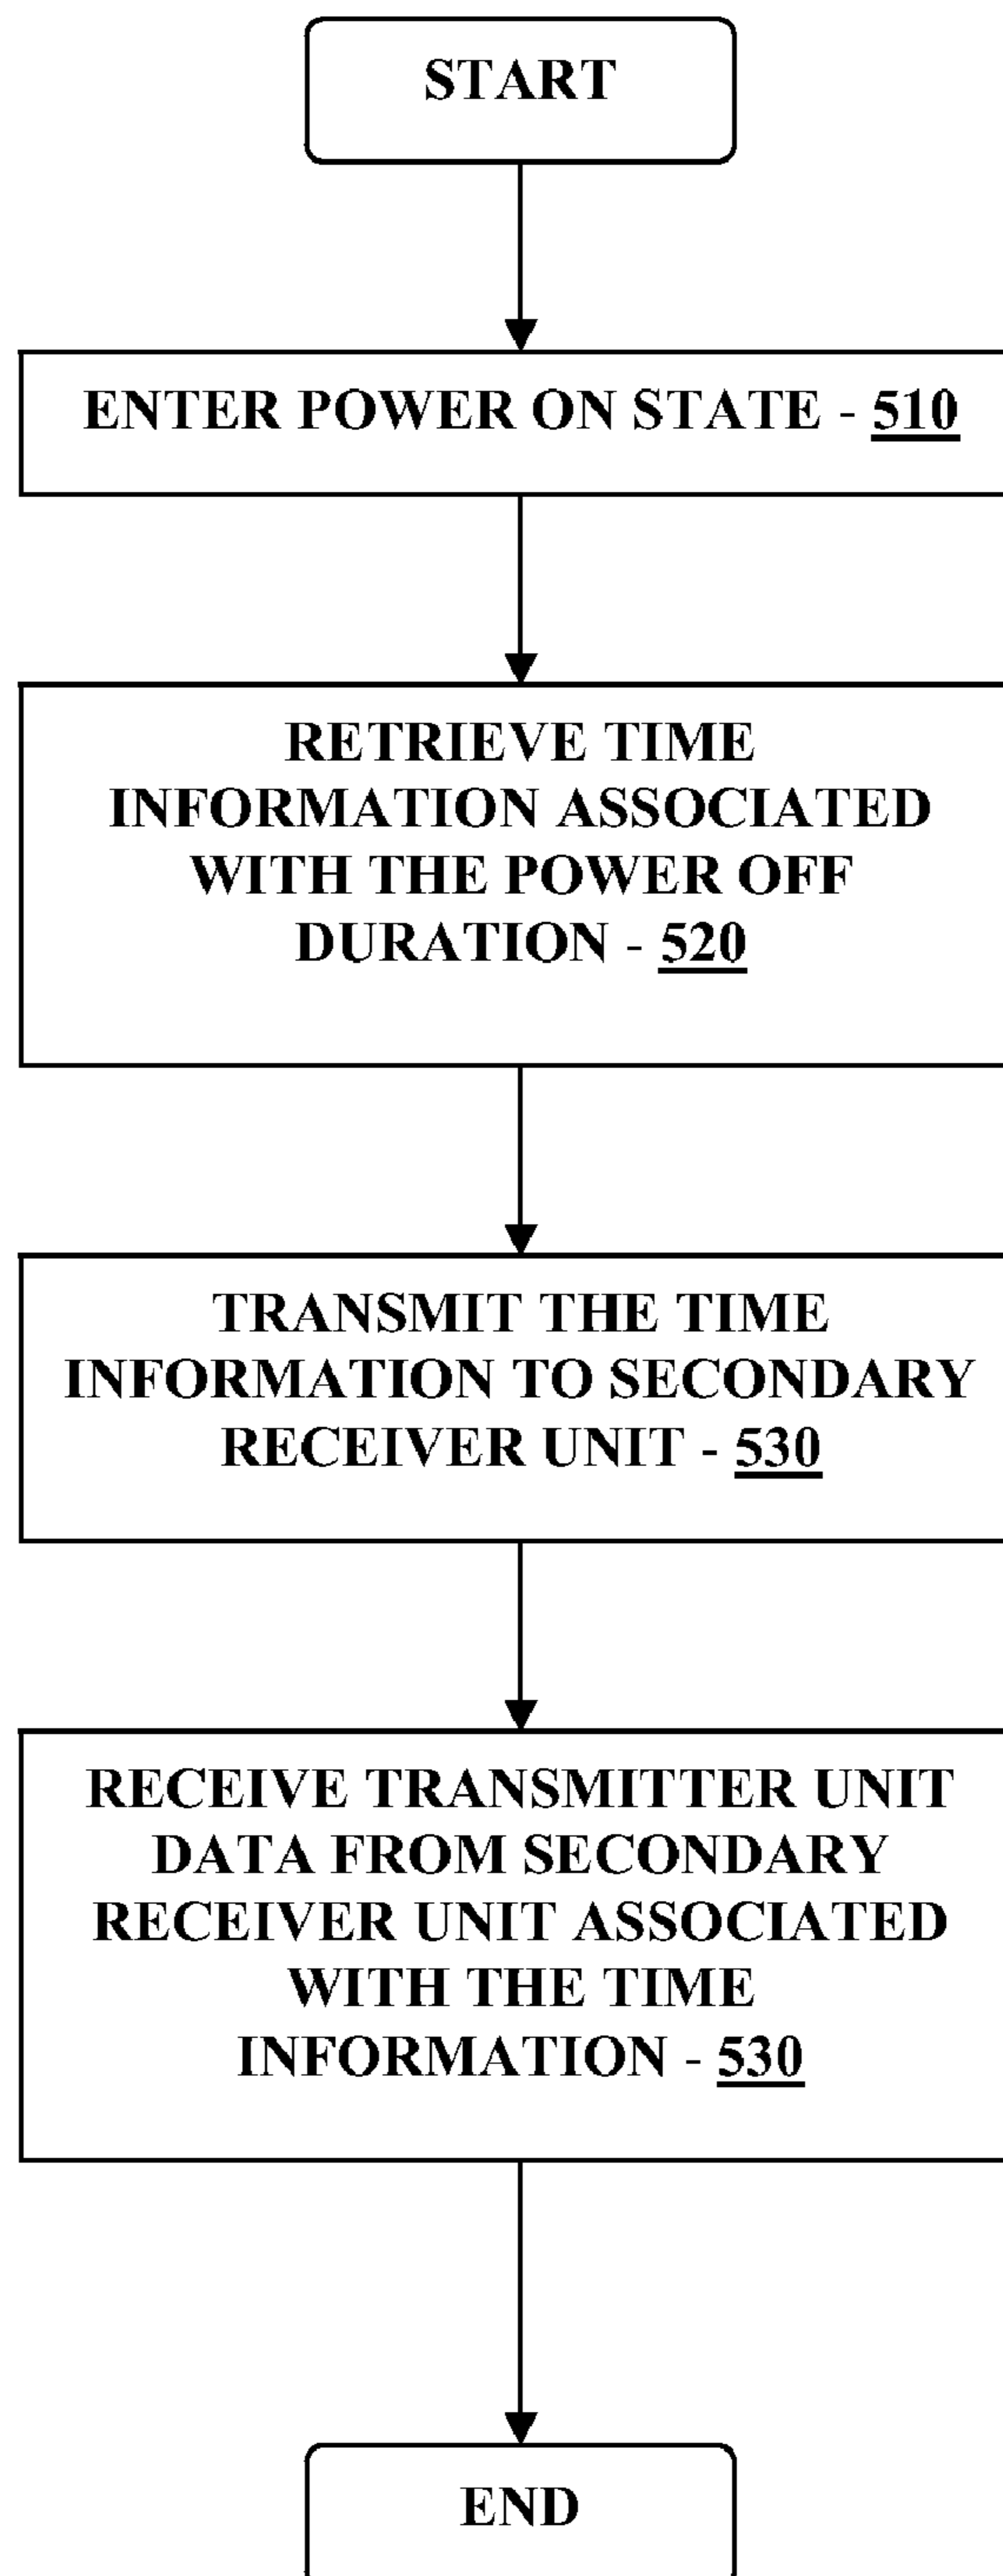 START
ENTER POWER ON STATE - 510
RETRIEVE TIME
INFORMATION ASSOCIATED
WITH THE POWER OFF
DURATION - 520
TRANSMIT THE TIME
INFORMATION TO SECONDARY
RECEIVER UNIT - 530
RECEIVE TRANSMITTER UNIT
DATA FROM SECONDARY
RECEIVER UNIT ASSOCIATED
WITH THE TIME
INFORMATION - 530
END